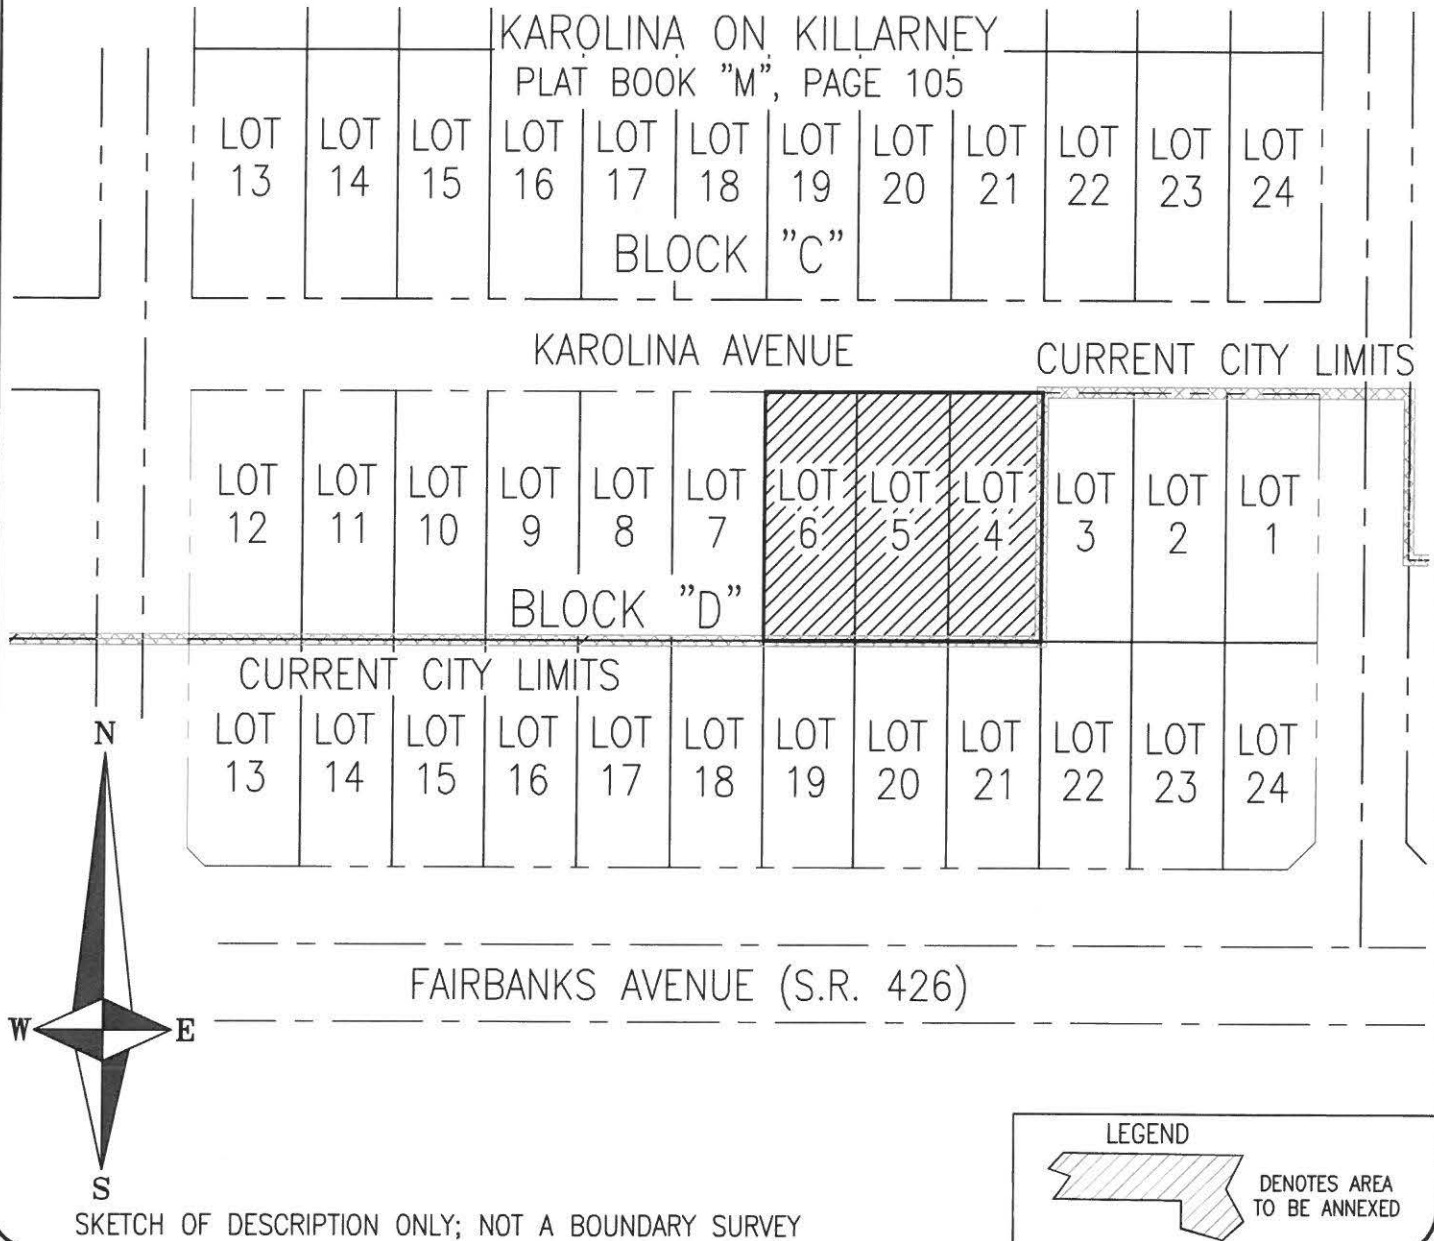 KAROLINA ON KILLARNEY
PLAT BOOK "M", PAGE 105
LOT LOT LOT LOT LOT LOT LOT LOT LOT LOT LOT LOT
13 14 15 16 17 18 19 20 21 22 23 24
BLOCK "C"
KAROLINA AVENUE
CURRENT CITY LIMITS
LOT LOT LOT LOT LOT LOT LOT LOT LOT LOT LOT LOT
12 11 10 9 8 7 6 5 4 3 2 1
BLOCK "D"
CURRENT CITY LIMITS
LOT LOT LOT LOT LOT LOT LOT LOT LOT LOT LOT LOT
13 14 15 16 17 18 19 20 21 22 23 24
N
FAIRBANKS AVENUE (S.R. 426)
W E
S
LEGEND
DENOTES AREA
TO BE ANNEXED
SKETCH OF DESCRIPTION ONLY; NOT A BOUNDARY SURVEY